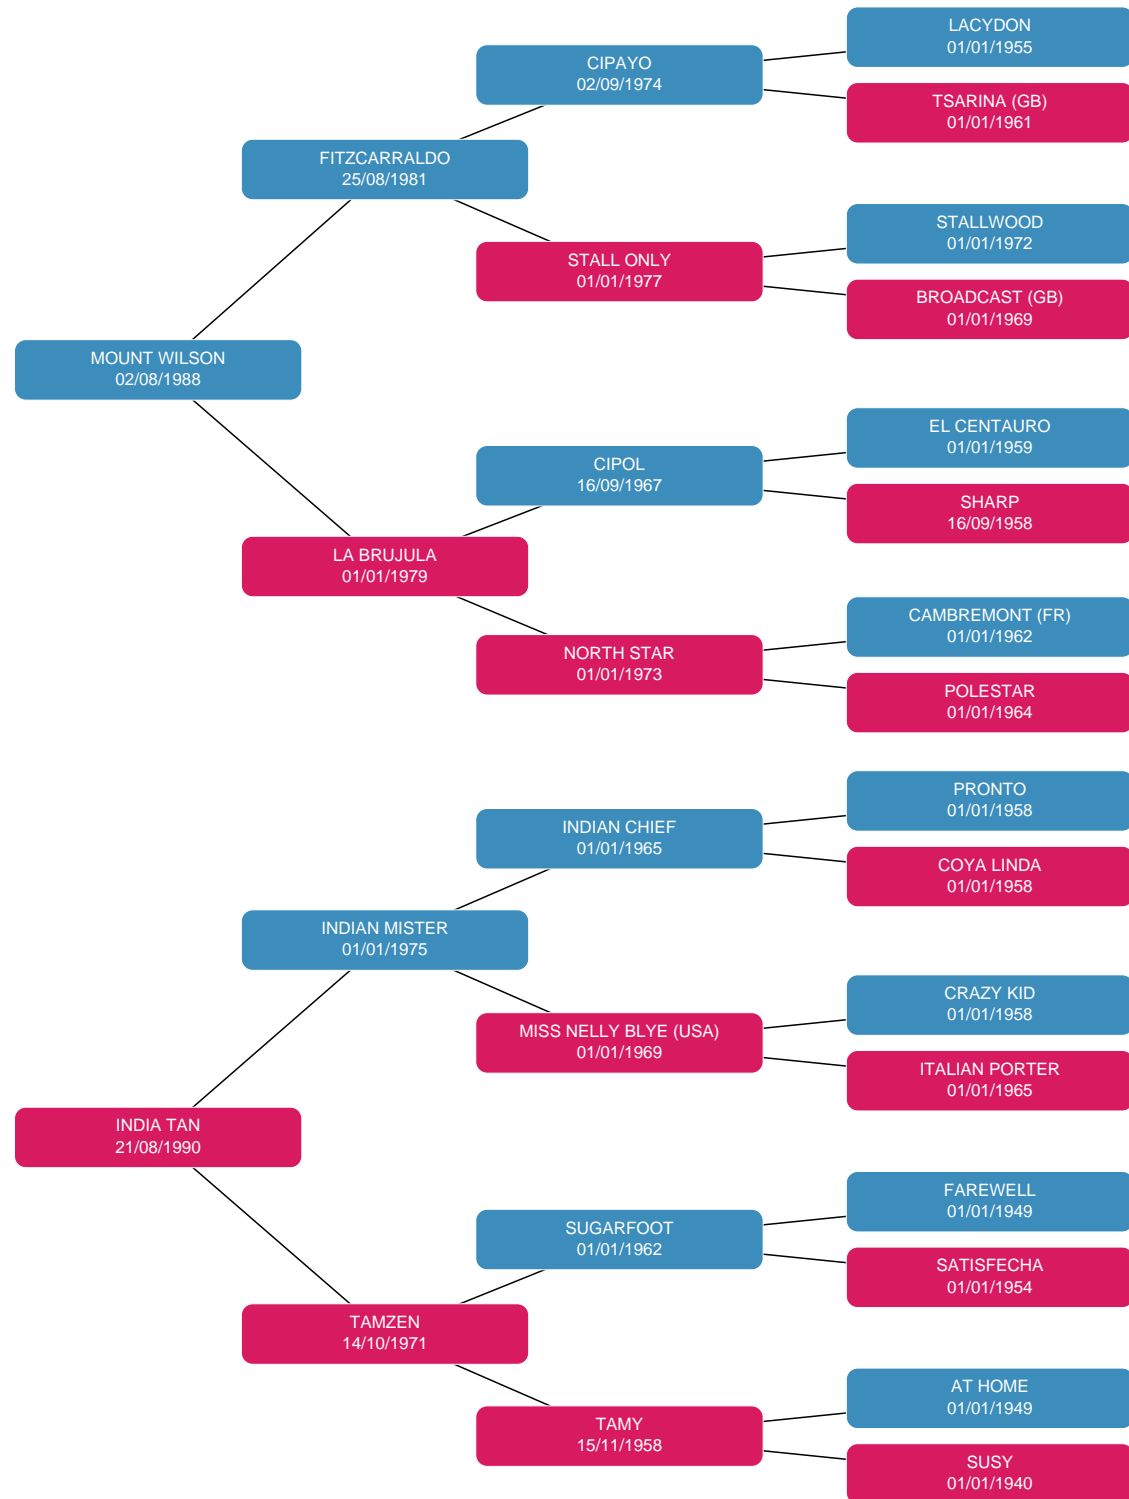 LACYDON
01/01/1955
CIPAYO
02/09/1974
TSARINA (GB)
01/01/1961
FITZCARRALDO
25/08/1981
STALLWOOD
01/01/1972
STALL ONLY
01/01/1977
BROADCAST (GB)
01/01/1969
MOUNT WILSON
02/08/1988
EL CENTAURO
01/01/1959
CIPOL
16/09/1967
SHARP
16/09/1958
LA BRUJULA
01/01/1979
CAMBREMONT (FR)
01/01/1962
NORTH STAR
01/01/1973
POLESTAR
01/01/1964
PRONTO
01/01/1958
INDIAN CHIEF
01/01/1965
COYA LINDA
01/01/1958
INDIAN MISTER
01/01/1975
CRAZY KID
01/01/1958
MISS NELLY BLYE (USA)
01/01/1969
ITALIAN PORTER
01/01/1965
INDIA TAN
21/08/1990
FAREWELL
01/01/1949
SUGARFOOT
01/01/1962
SATISFECHA
01/01/1954
TAMZEN
14/10/1971
AT HOME
01/01/1949
TAMY
15/11/1958
SUSY
01/01/1940